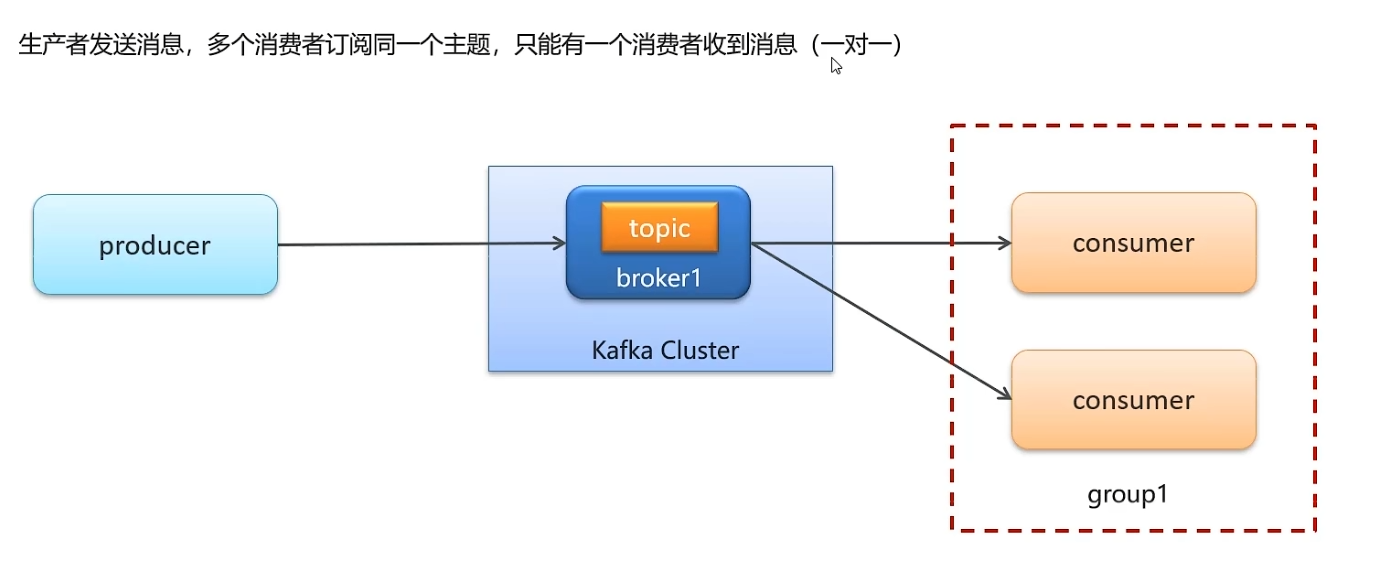 生产者发送消息，多个消费者订阅同一个主题，只能有一个消费者收到消息（一对一）
producer
topic
broker1
Kafka Cluster
consumer
consumer
group1